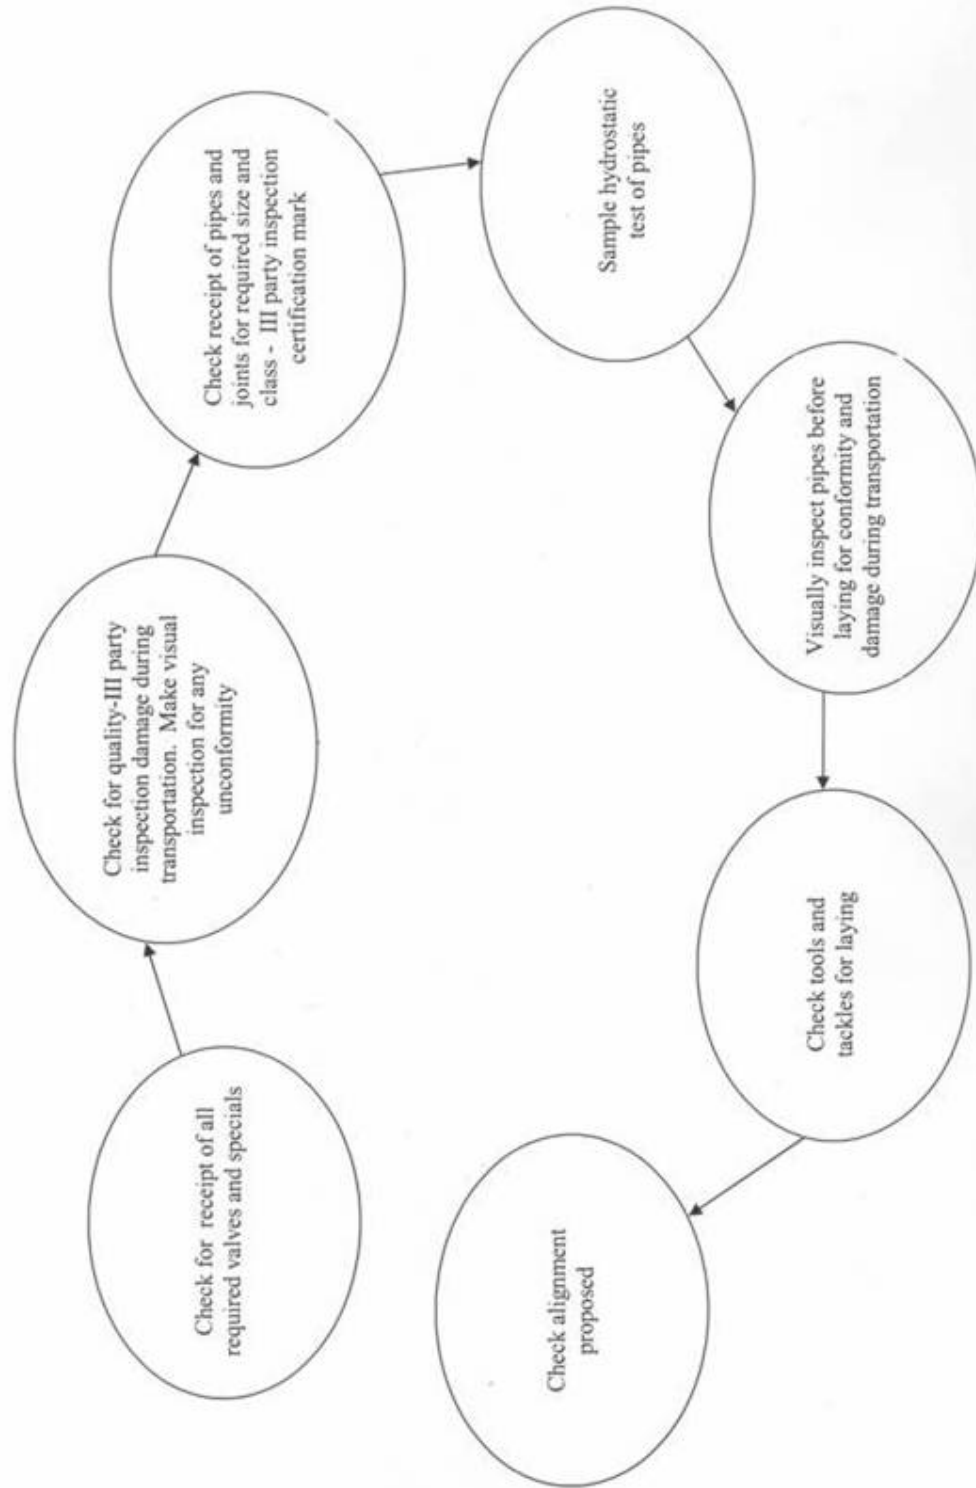 Check for receipt of all
required valves and specials
Check for quality-III party
inspection damage during
transportation. Make visual
inspection for any
unconformity
Check receipt of pipes and
joints for required size and
class - III party inspection
certification mark
Sample hydrostatic
test of pipes
Visually inspect pipes before
laying for conformity and
damage during transportation
Check tools and
tackles for laying
Check alignment
proposed